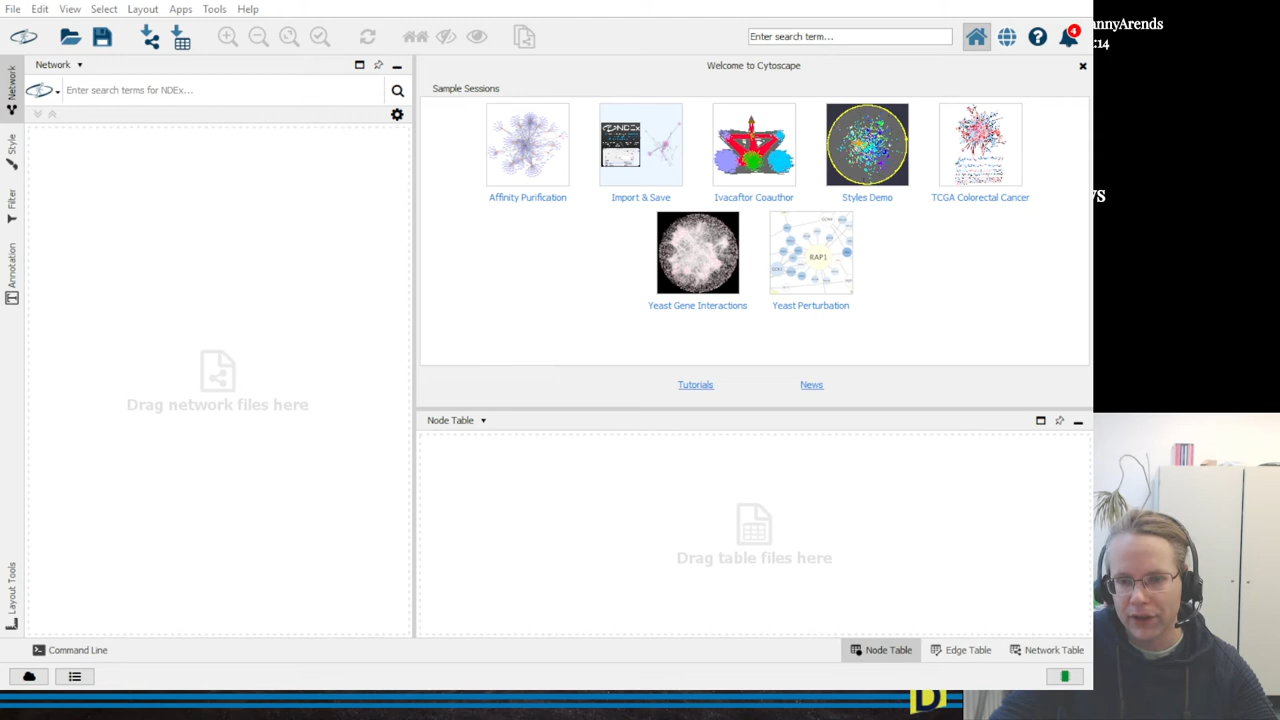 File Edit View Select Layout Apps Tools Help
annyArends
Enter search term...
4
:14
Network
Welcome to Cytoscape
Enter search terms for NDEx...
Sample Sessions
Network
Style
Filter
Annotation
Layout Tools
Affinity Purification
Import & Save
Ivacaftor Coauthor
Styles Demo
TCGA Colorectal Cancer
RAP1
Yeast Gene Interactions
Yeast Perturbation
Drag network files here
Tutorials
News
Node Table
Drag table files here
Command Line
Node Table
Edge Table
Network Table